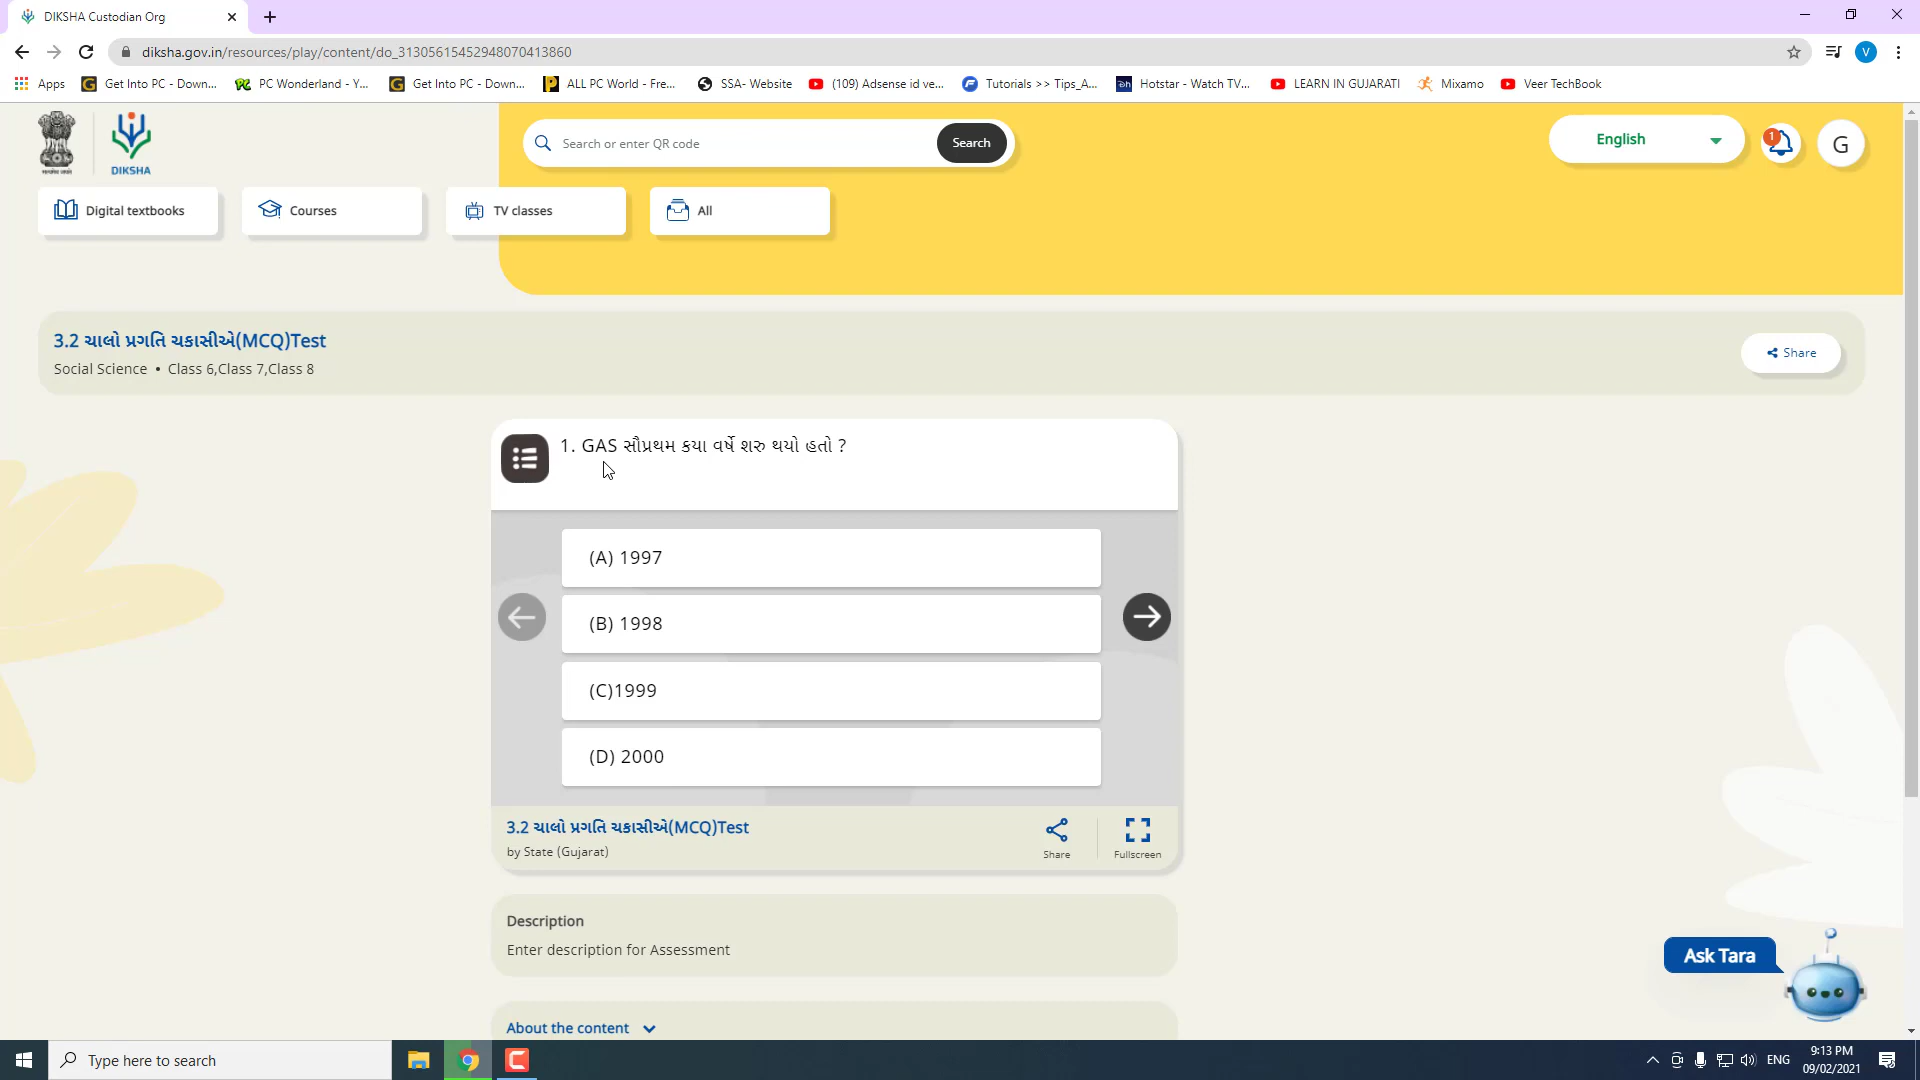 DIKSHA Custodian Org
diksha.gov.in/resources/play/content/do_31305615452948070413860
V
Apps
Get Into PC - Down...
PC Wonderland - Y...
Get Into PC - Down...
ALL PC World - Fre...
SSA- Website
(109) Adsense id ve...
Tutorials >> Tips_A...
Hotstar - Watch TV...
LEARN IN GUJARATI
Mixamo
Veer TechBook
DIKSHA
Search or enter QR code
Search
English
1
G
Digital textbooks
Courses
TV classes
All
3.2 ચાલો પ્રગતિ ચકાસીએ(MCQ)Test
Social Science • Class 6,Class 7,Class 8
Share
1. GAS સૌપ્રથમ કયા વર્ષે શરુ થયો હતો ?
(A) 1997
(B) 1998
(C)1999
(D) 2000
3.2 ચાલો પ્રગતિ ચકાસીએ(MCQ)Test
by State (Gujarat)
Share
Fullscreen
Description
Enter description for Assessment
Ask Tara
About the content
Type here to search
ENG
9:13 PM
09/02/2021